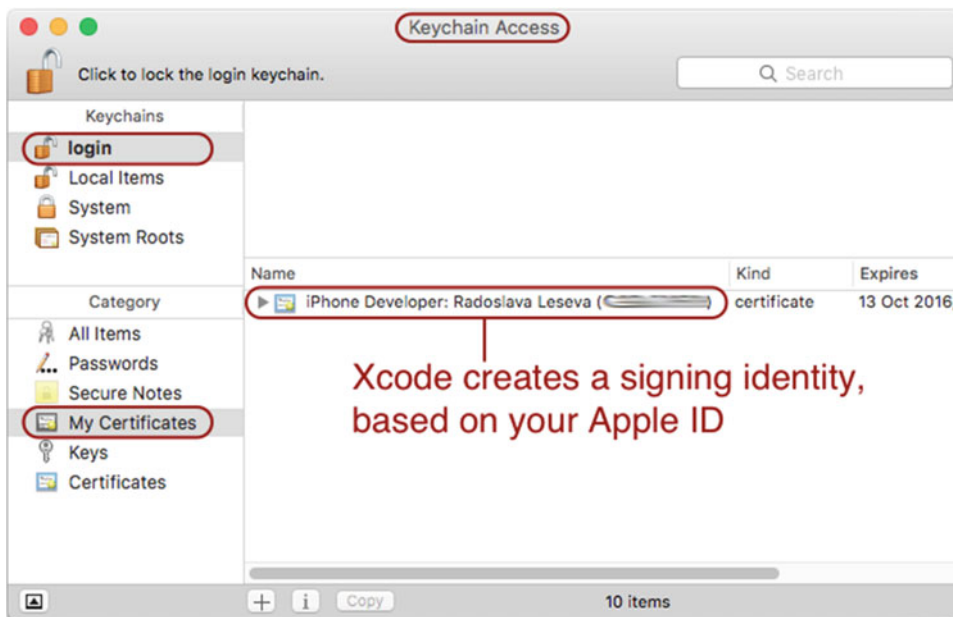 Keychain Access
Click to lock the login keychain.
Search
Keychains
login
Local Items
System
System Roots
Name Kind Expires
iPhone Developer: Radoslava Leseva ( ) certificate 13 Oct 2016,
Category
All Items
Passwords
Secure Notes
My Certificates
Keys
Certificates
Xcode creates a signing identity,
based on your Apple ID
+ i Copy 10 items